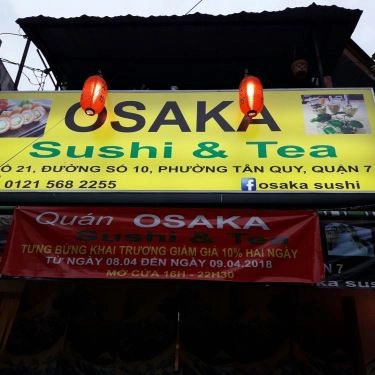 OSAKA
Sushi & Tea
LÔ 21, ĐƯỜNG SỐ 10, PHƯỜNG TÂN QUY, QUẬN 7
0121 568 2255
osaka sushi
Quán OSAKA
Sushi & Tea
TƯNG BỪNG KHAI TRƯƠNG GIẢM GIÁ 10% HAI NGÀY
TỪ NGÀY 08.04 ĐẾN NGÀY 09.04.2018
MỞ CỬA 16H - 22H30
N 7